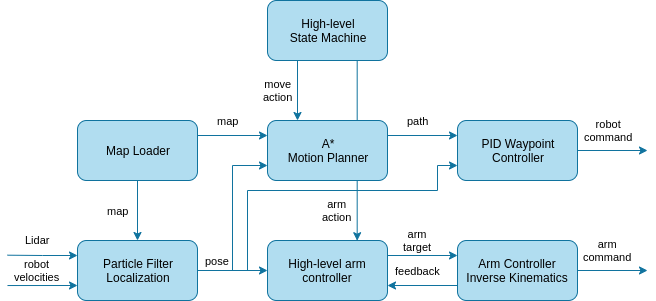 High-level
State Machine
move
action
map
path
robot
command
Map Loader
A*
Motion Planner
PID Waypoint
Controller
map
arm
action
Lidar
robot
velocities
Particle Filter
Localization
pose
High-level arm
controller
arm
target
feedback
Arm Controller
Inverse Kinematics
arm
command